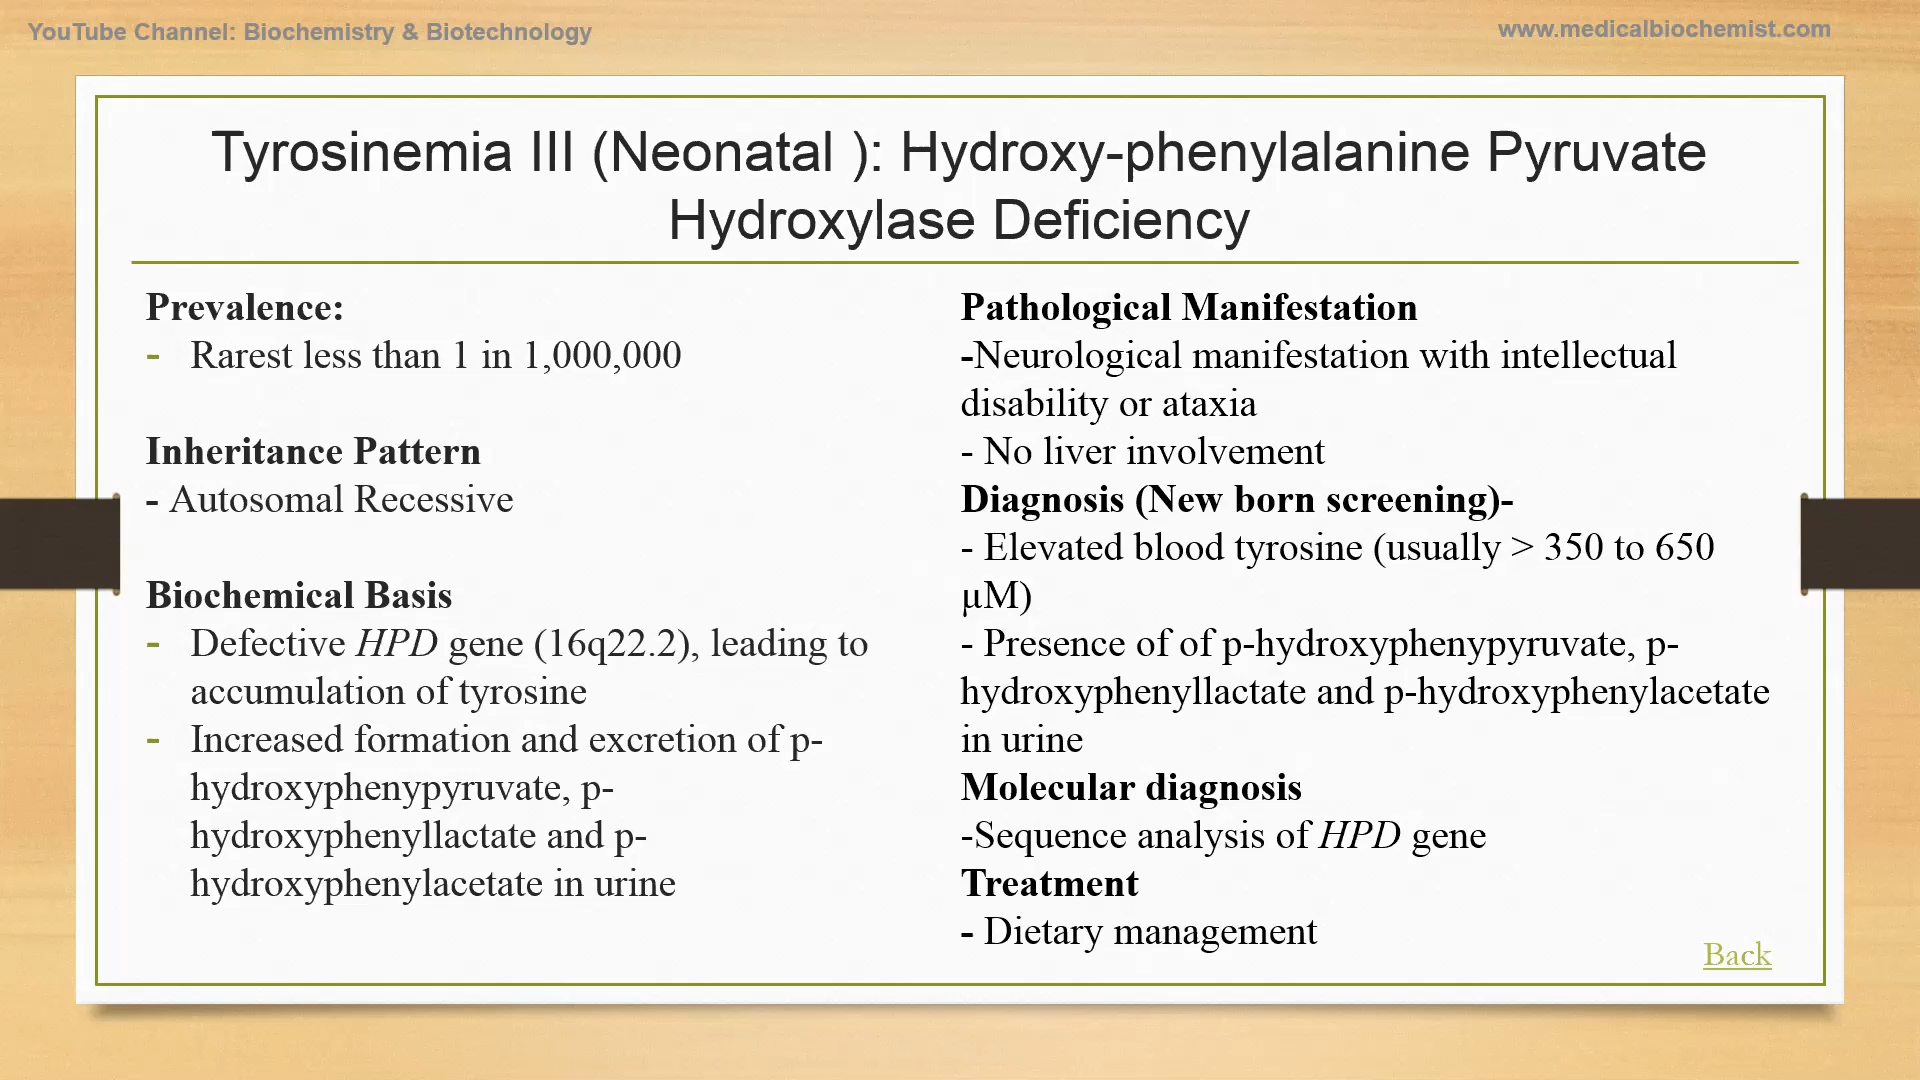 YouTube Channel: Biochemistry & Biotechnology
www.medicalbiochemist.com
Tyrosinemia III (Neonatal ): Hydroxy-phenylalanine Pyruvate
Hydroxylase Deficiency
Prevalence:
- Rarest less than 1 in 1,000,000
Inheritance Pattern
- Autosomal Recessive
Biochemical Basis
- Defective HPD gene (16q22.2), leading to
accumulation of tyrosine
- Increased formation and excretion of p-
hydroxyphenypyruvate, p-
hydroxyphenyllactate and p-
hydroxyphenylacetate in urine
Pathological Manifestation
-Neurological manifestation with intellectual
disability or ataxia
- No liver involvement
Diagnosis (New born screening)-
- Elevated blood tyrosine (usually > 350 to 650
µM)
- Presence of of p-hydroxyphenypyruvate, p-
hydroxyphenyllactate and p-hydroxyphenylacetate
in urine
Molecular diagnosis
-Sequence analysis of HPD gene
Treatment
- Dietary management
Back